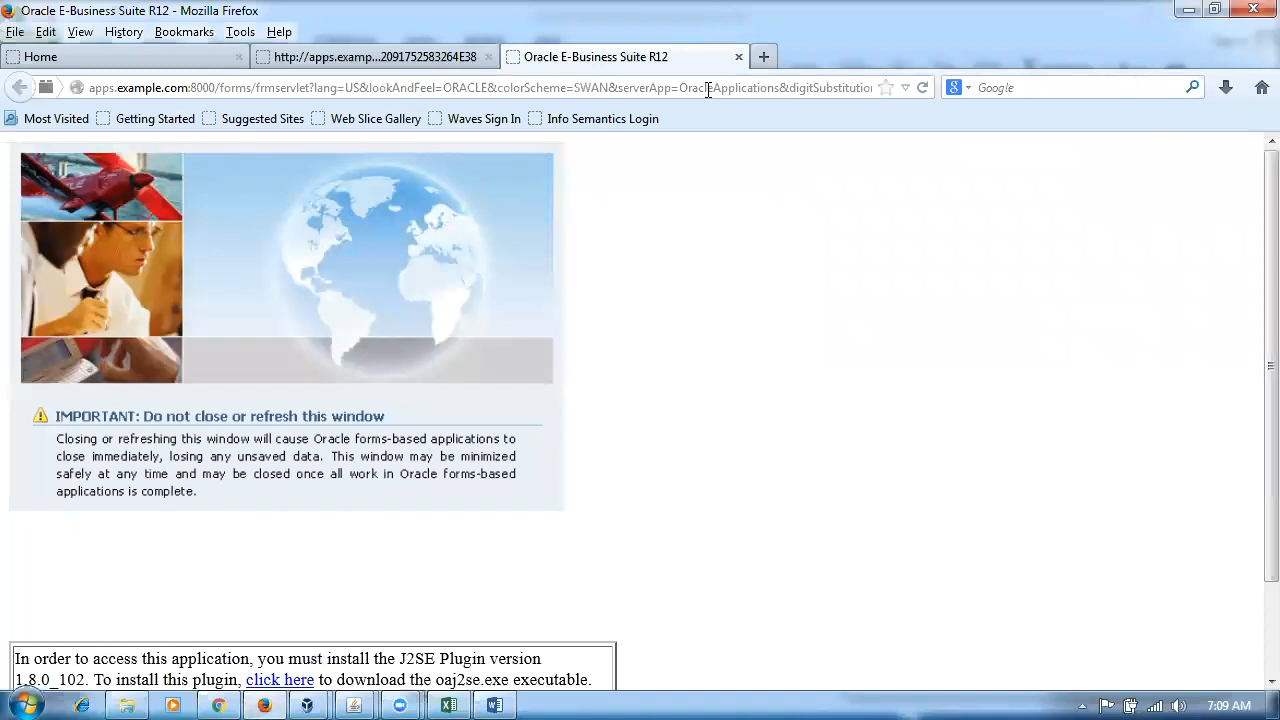 Oracle E-Business Suite R12 - Mozilla Firefox
File Edit View History Bookmarks Tools Help
Home http://apps.examp...2091752583264E38 Oracle E-Business Suite R12
apps.example.com:8000/forms/frmservlet?lang=US&lookAndFeel=ORACLE&colorScheme=SWAN&serverApp=OracleApplications&digitSubstitution Google
Most Visited Getting Started Suggested Sites Web Slice Gallery Waves Sign In Info Semantics Login
IMPORTANT: Do not close or refresh this window
Closing or refreshing this window will cause Oracle forms-based applications to
close immediately, losing any unsaved data. This window may be minimized
safely at any time and may be closed once all work in Oracle forms-based
applications is complete.
In order to access this application, you must install the J2SE Plugin version
1.8.0_102. To install this plugin, click here to download the oaj2se.exe executable.
7:09 AM